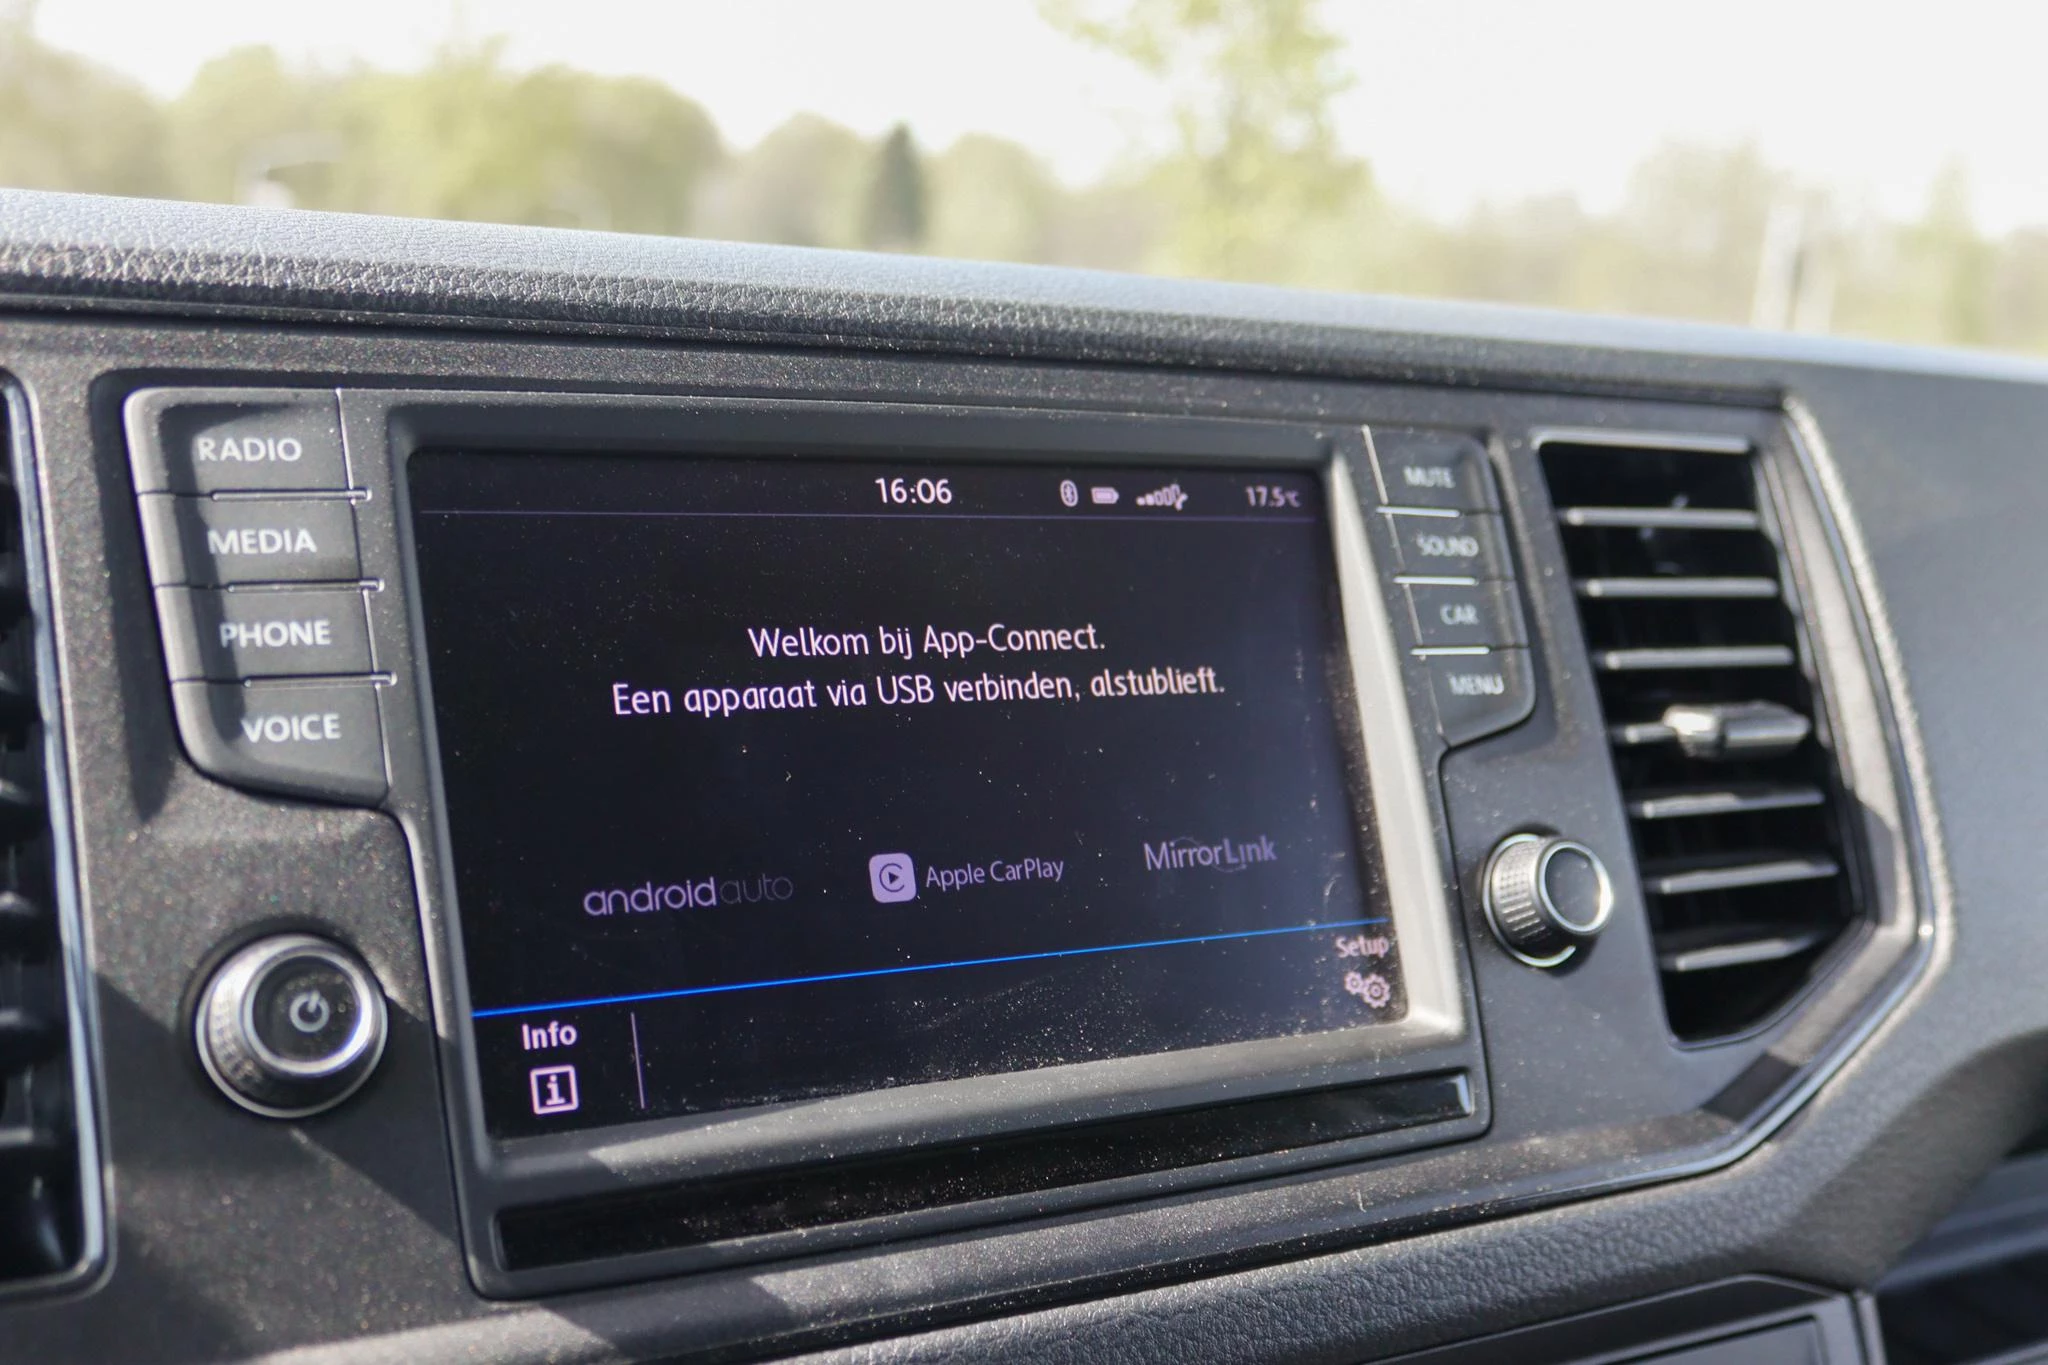 RADIO
MEDIA
PHONE
VOICE
16:06
17.5°C
Welkom bij App-Connect.
Een apparaat via USB verbinden, alstublieft.
androidauto
Apple CarPlay
MirrorLink
Info
Setup
MUTE
SOUND
CAR
MENU